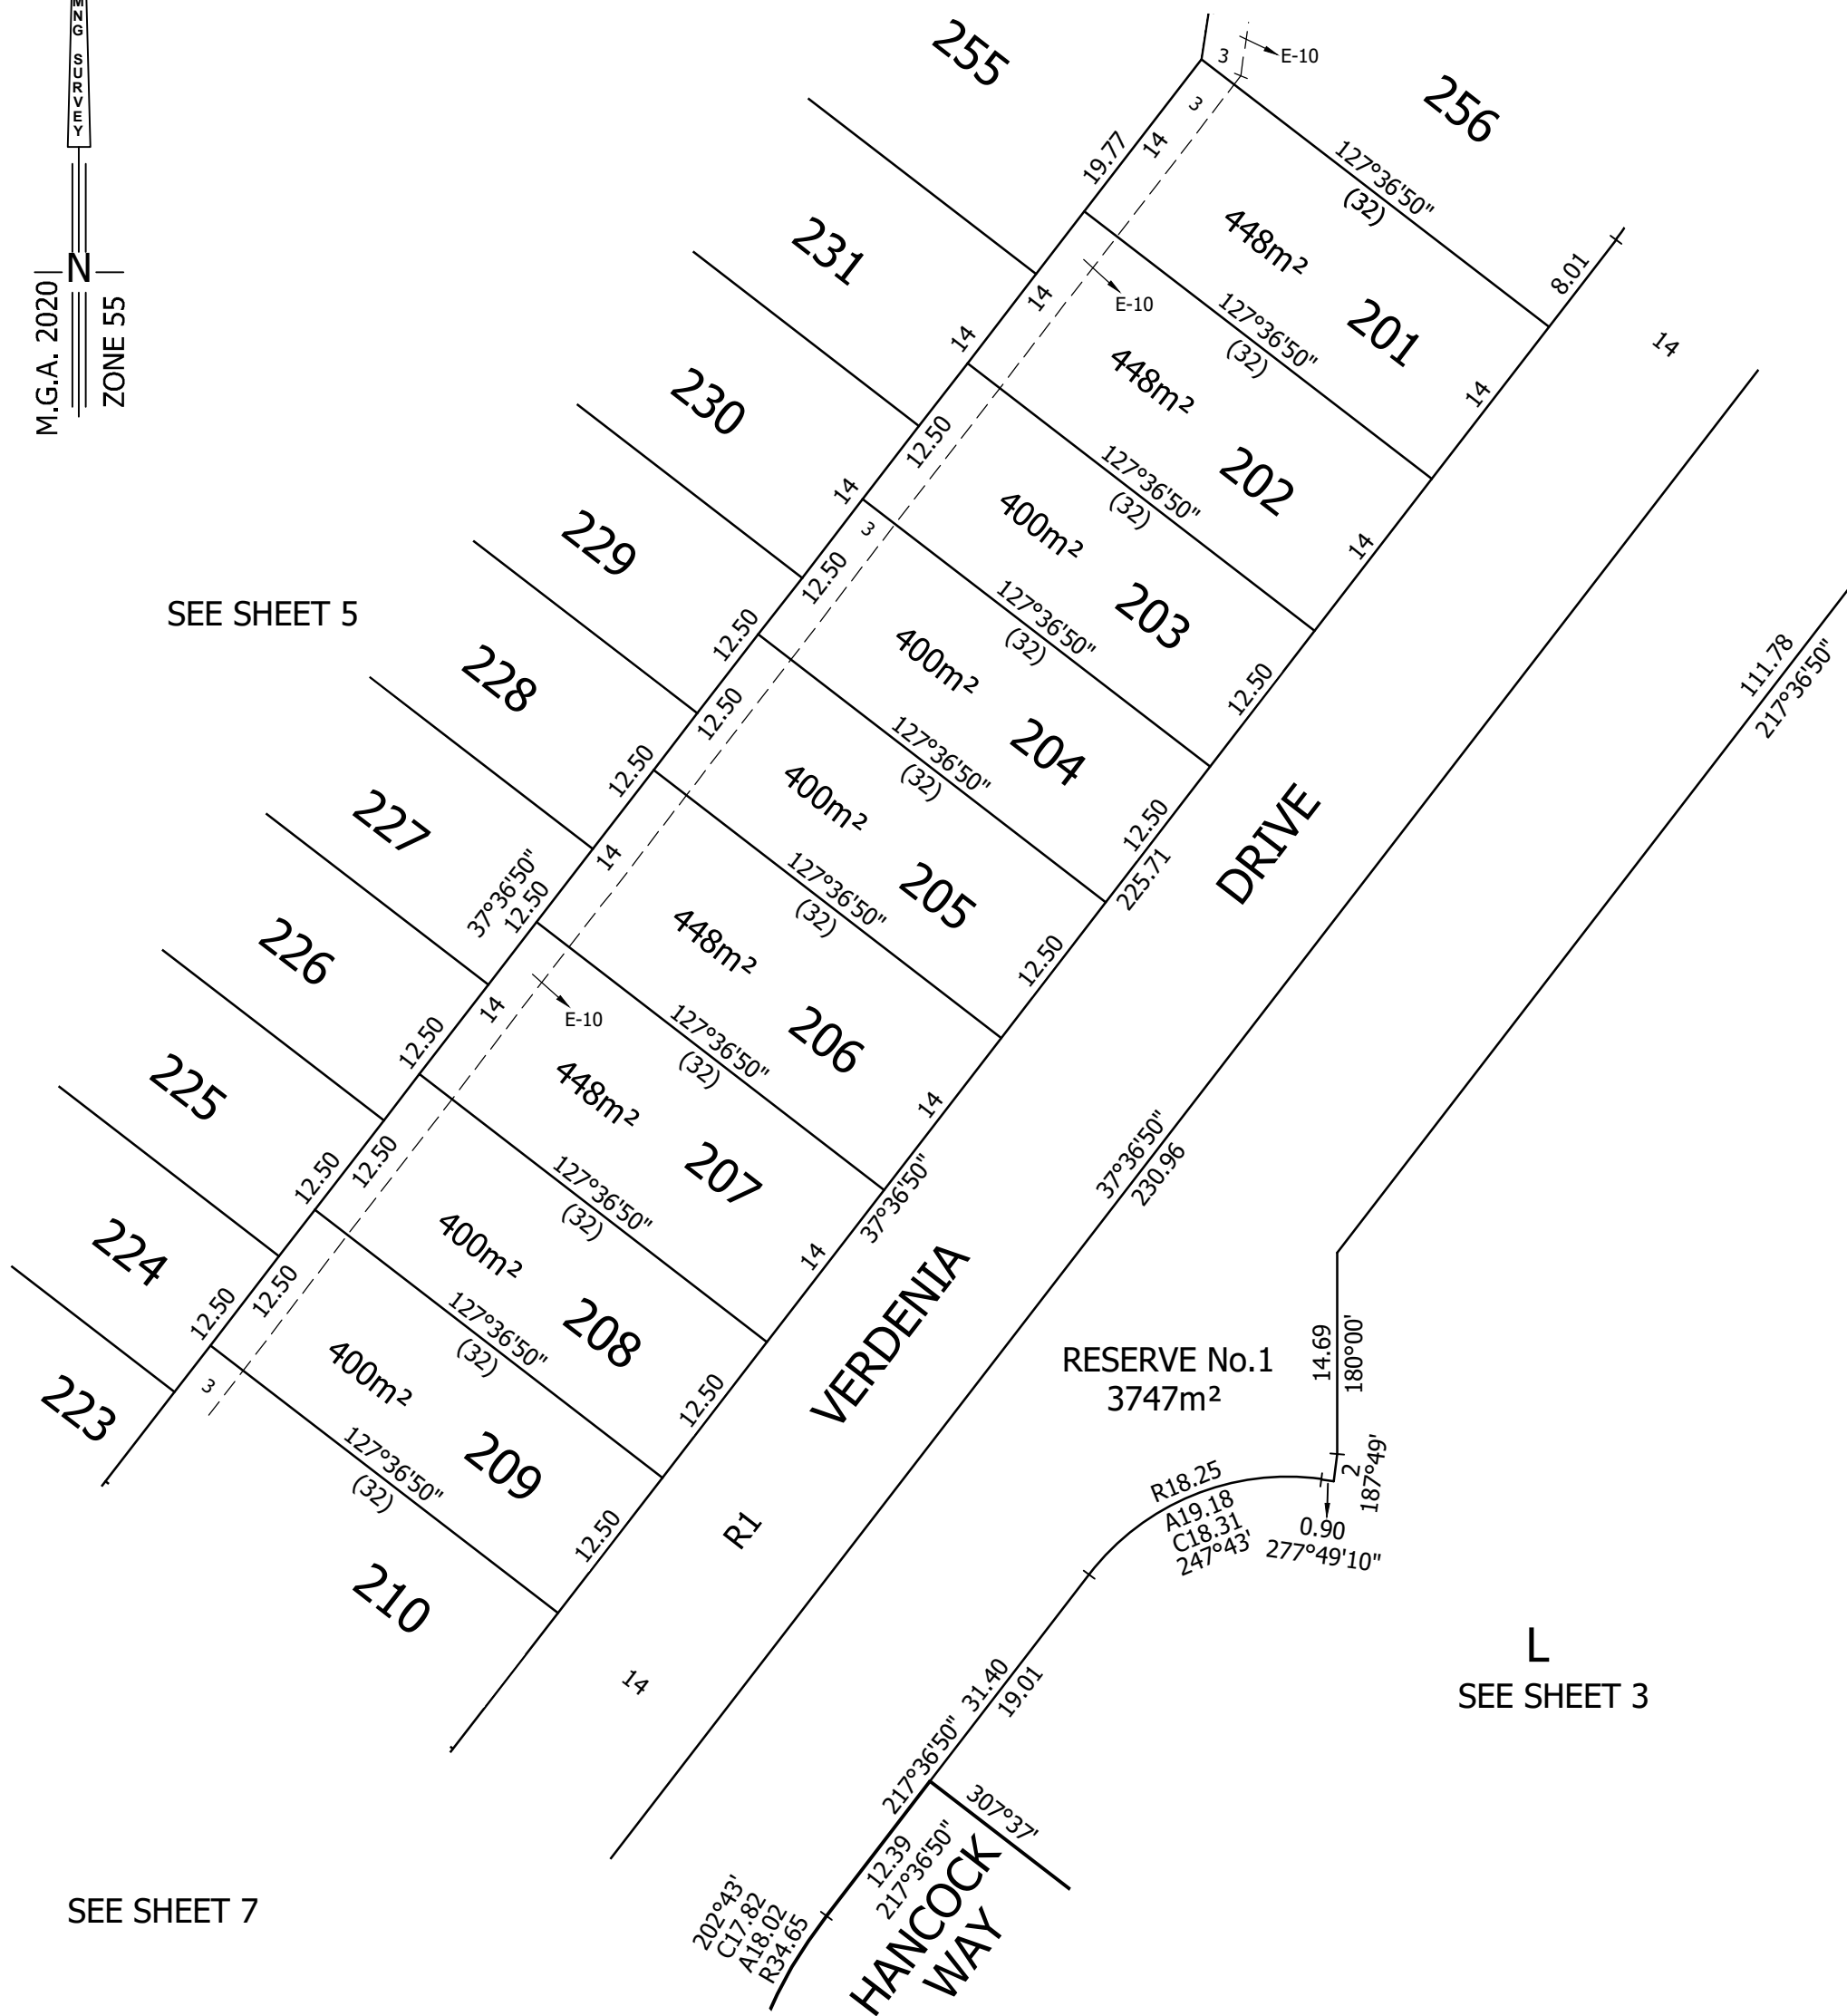 MNG SURVEY
N
M.G.A. 2020
ZONE 55
255
256
3
E-10
3
14
19.77
127°36'50"
(32)
448m²
201
8.01
14
231
14
14
E-10
127°36'50"
(32)
448m²
202
14
230
14
12.50
127°36'50"
(32)
400m²
203
14
229
3
12.50
127°36'50"
(32)
400m²
204
12.50
SEE SHEET 5
228
12.50
12.50
127°36'50"
(32)
400m²
205
12.50
225.71
111.78
217°36'50"
DRIVE
227
12.50
14
127°36'50"
(32)
448m²
206
12.50
37°36'50"
12.50
226
14
E-10
127°36'50"
(32)
448m²
207
14
37°36'50"
225
12.50
12.50
127°36'50"
(32)
400m²
208
14
37°36'50"
230.96
224
12.50
12.50
127°36'50"
(32)
400m²
209
12.50
VERDENIA
223
12.50
3
127°36'50"
(32)
210
12.50
R1
14
RESERVE No.1
3747m²
14.69
180°00'
2
187°49'
R18.25
A19.18
C18.31
247°43'
0.90
277°49'10"
L
SEE SHEET 3
31.40
19.01
217°36'50"
307°37'
12.39
217°36'50"
HANCOCK
WAY
202°43'
C17.82
A18.02
R34.65
SEE SHEET 7